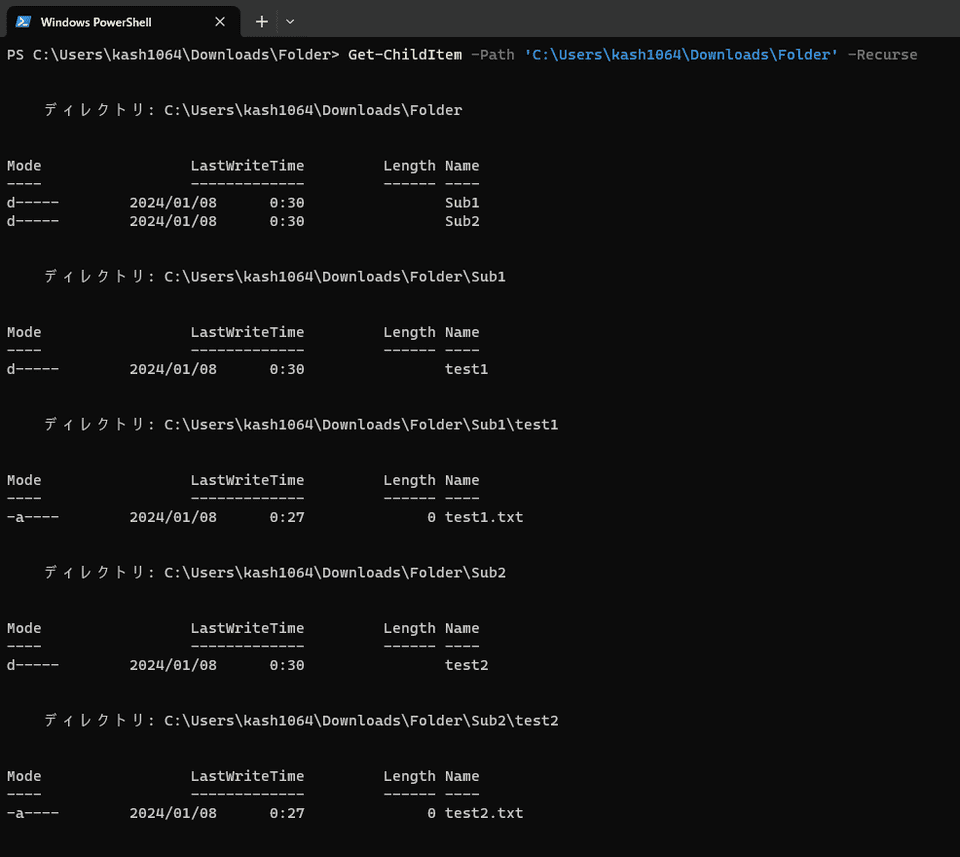 Windows PowerShell
PS C:\Users\kash1064\Downloads\Folder> Get-ChildItem -Path 'C:\Users\kash1064\Downloads\Folder' -Recurse
ディレクトリ: C:\Users\kash1064\Downloads\Folder
Mode LastWriteTime Length Name
---- ------------- ------ ----
d----- 2024/01/08 0:30 Sub1
d----- 2024/01/08 0:30 Sub2
ディレクトリ: C:\Users\kash1064\Downloads\Folder\Sub1
Mode LastWriteTime Length Name
---- ------------- ------ ----
d----- 2024/01/08 0:30 test1
ディレクトリ: C:\Users\kash1064\Downloads\Folder\Sub1\test1
Mode LastWriteTime Length Name
---- ------------- ------ ----
-a---- 2024/01/08 0:27 0 test1.txt
ディレクトリ: C:\Users\kash1064\Downloads\Folder\Sub2
Mode LastWriteTime Length Name
---- ------------- ------ ----
d----- 2024/01/08 0:30 test2
ディレクトリ: C:\Users\kash1064\Downloads\Folder\Sub2\test2
Mode LastWriteTime Length Name
---- ------------- ------ ----
-a---- 2024/01/08 0:27 0 test2.txt